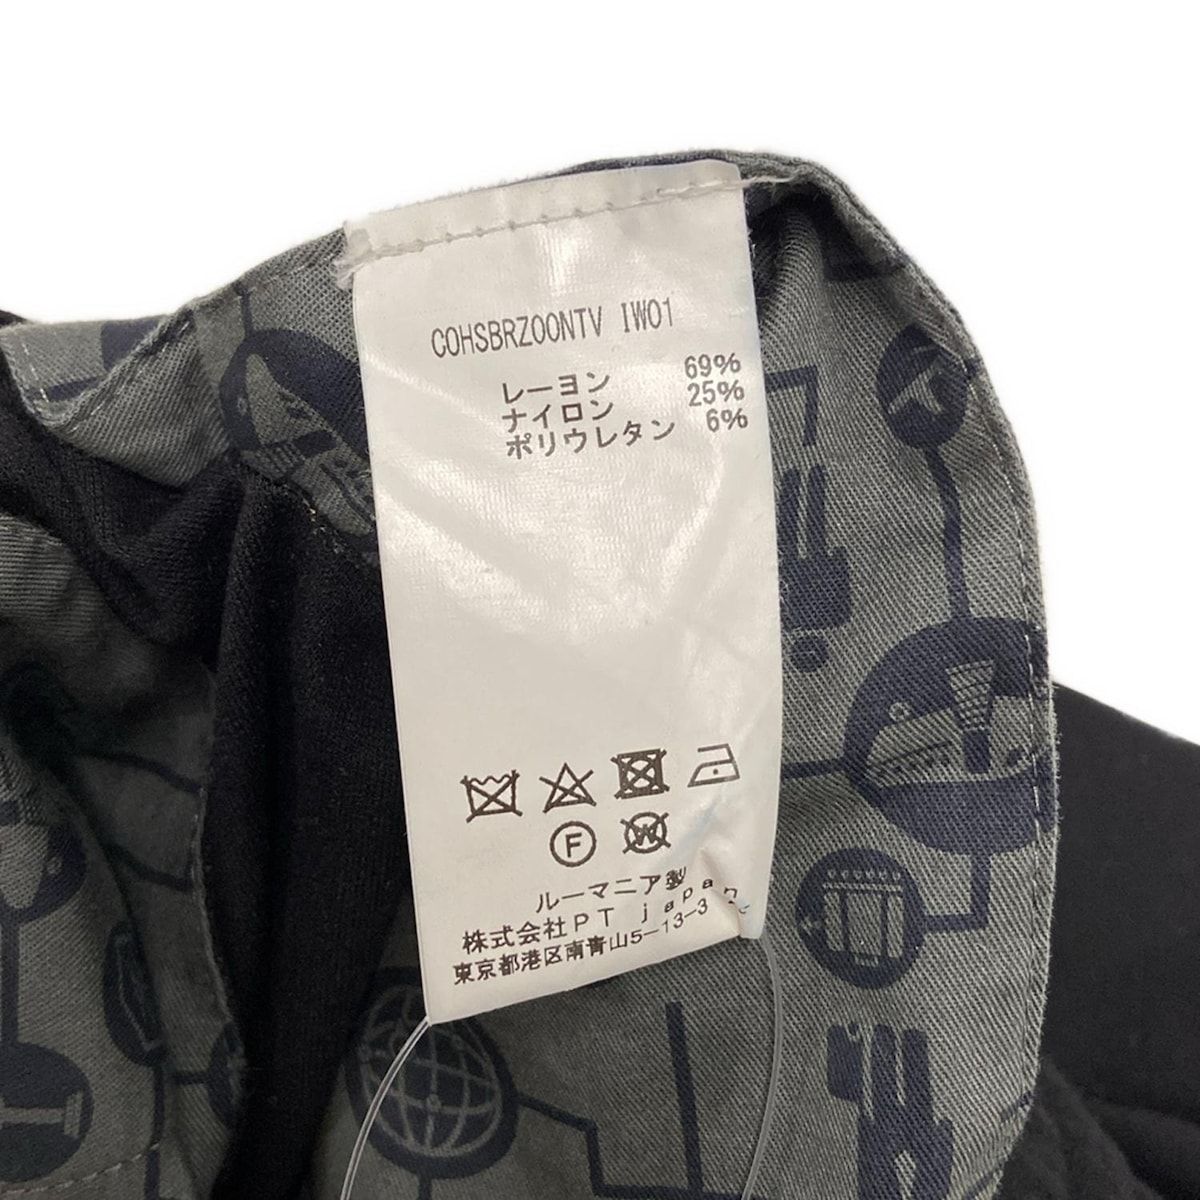 COHSBRZ00NTV IW01
レーヨン 69%
ナイロン 25%
ポリウレタン 6%
F
W
ルーマニア製
株式会社PT japan
東京都港区南青山5-13-3